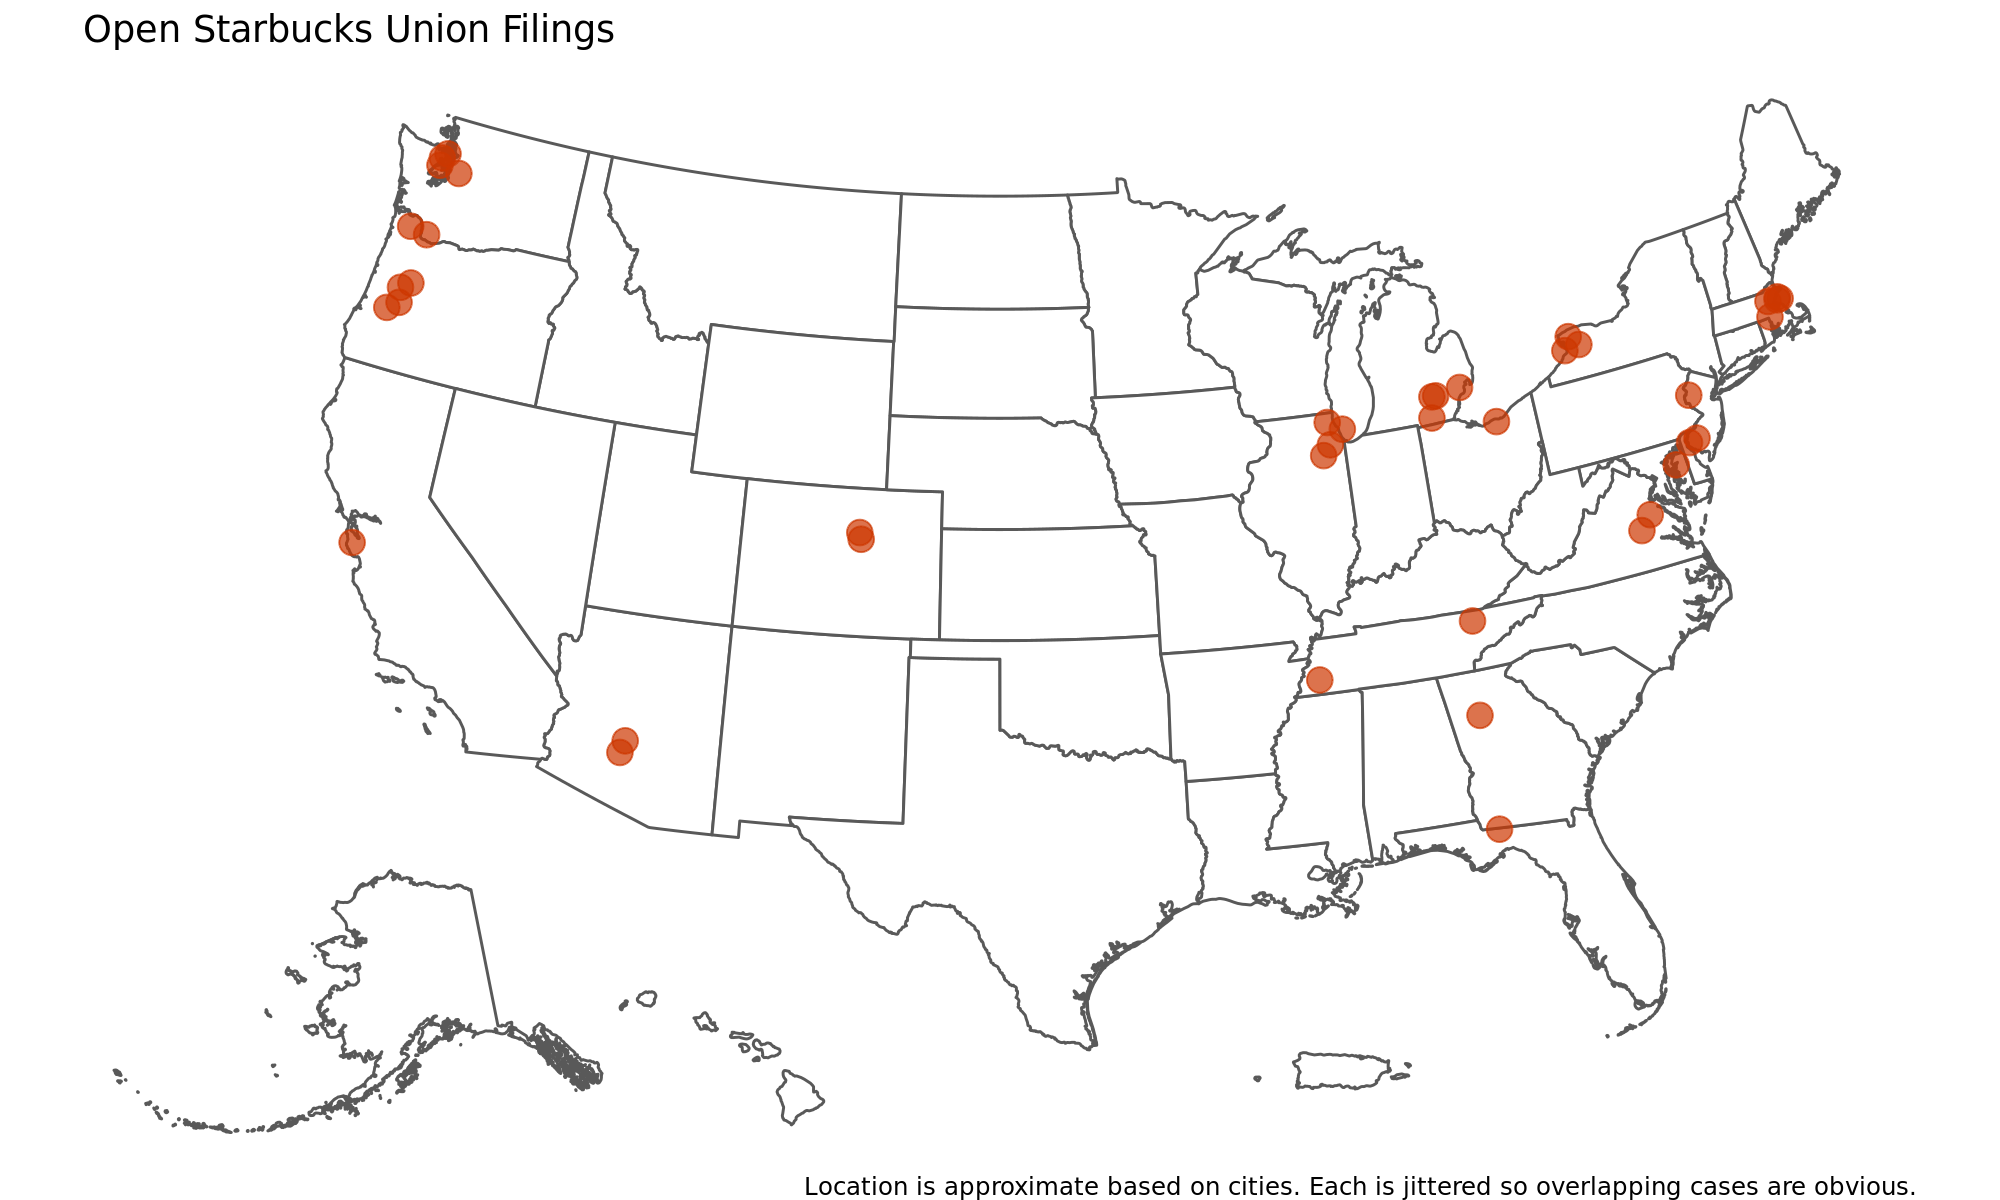 Open Starbucks Union Filings
Location is approximate based on cities. Each is jittered so overlapping cases are obvious.